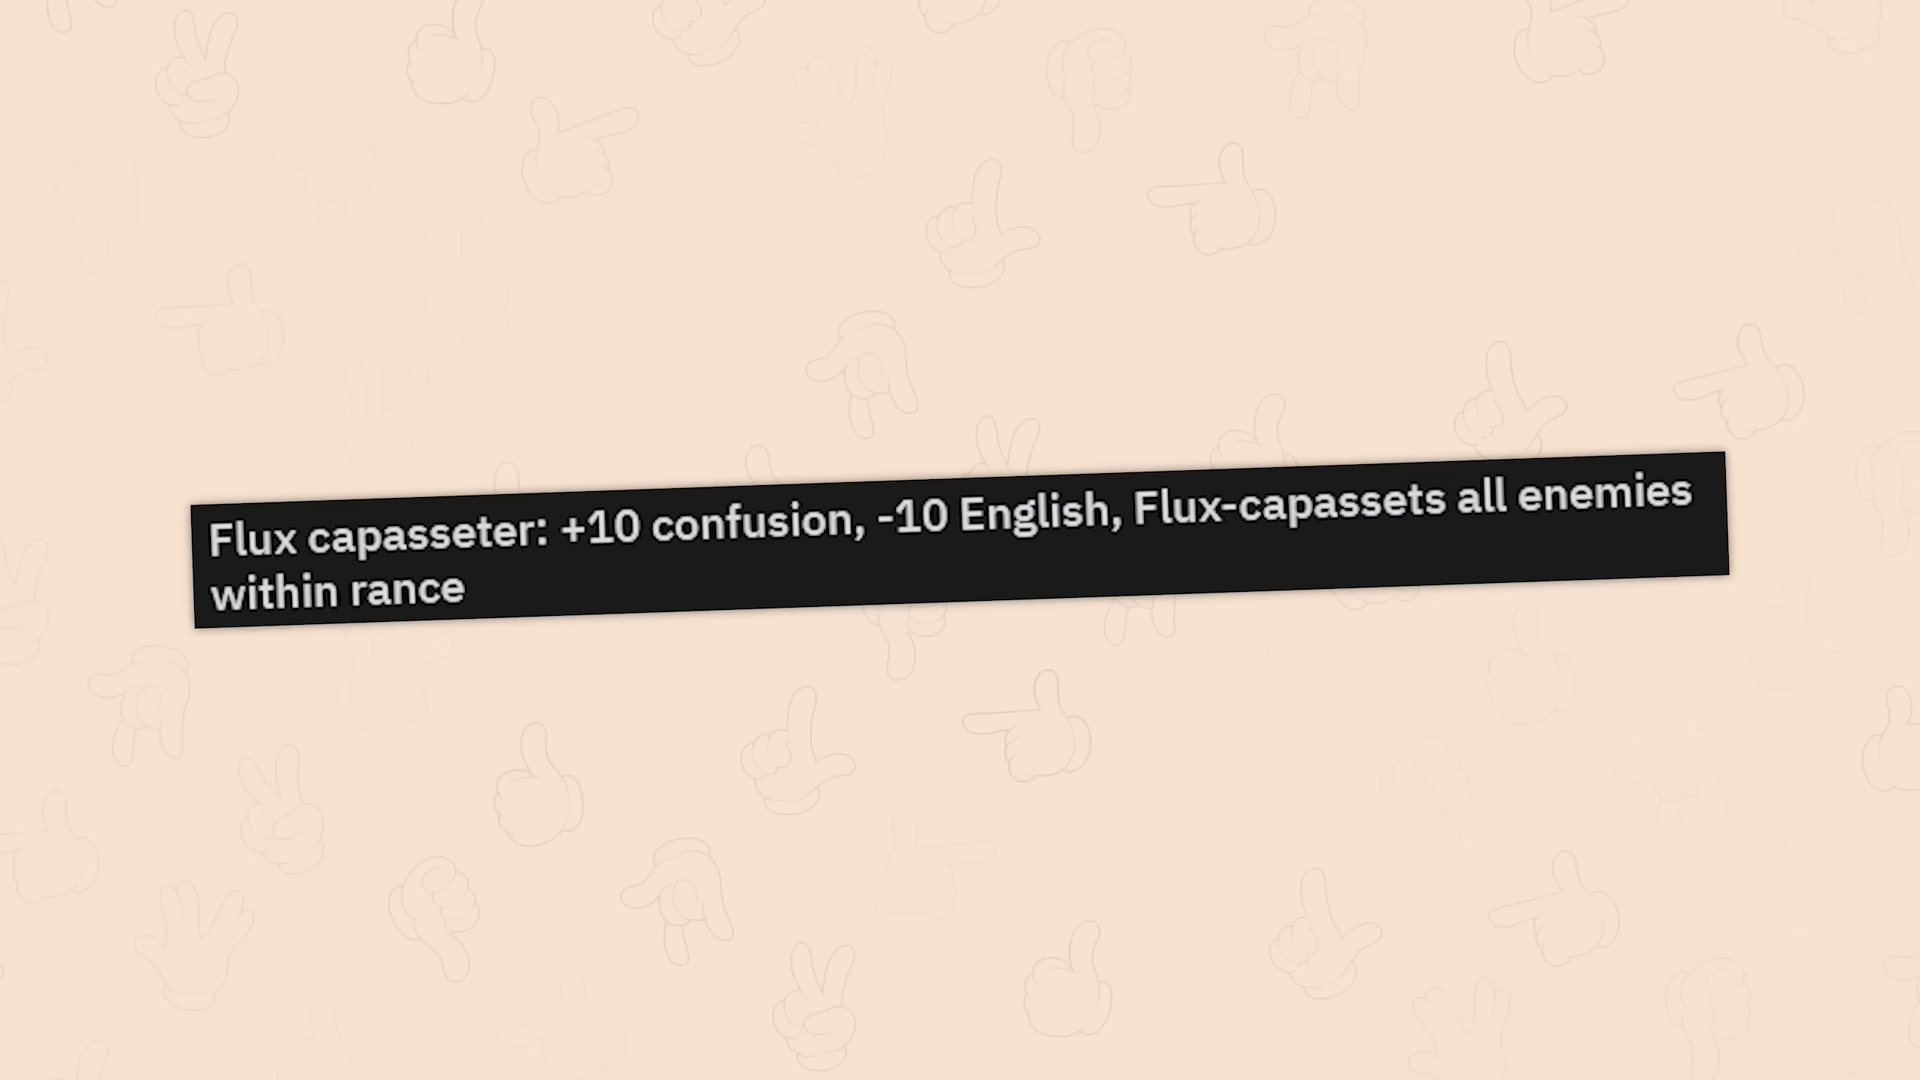 Flux capasseter: +10 confusion, -10 English, Flux-capassets all enemies
within rance